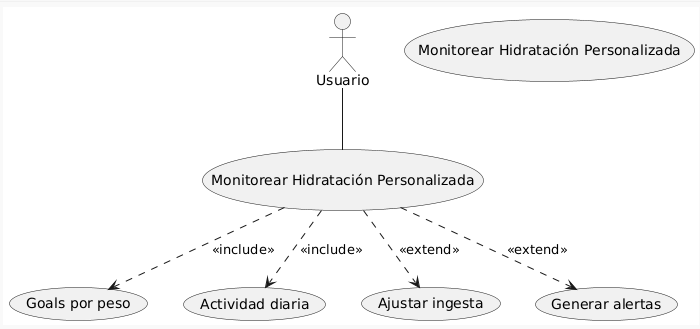 Monitorear Hidratación Personalizada
Usuario
Monitorear Hidratación Personalizada
«include» «include» «extend» «extend»
Goals por peso Actividad diaria Ajustar ingesta Generar alertas